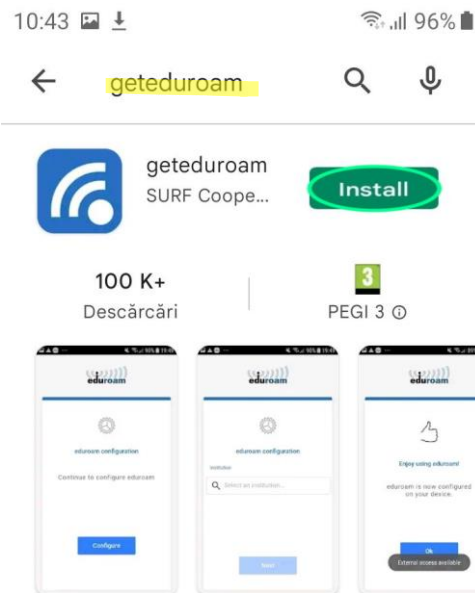 10:43 96%
geteduroam
geteduroam
SURF Coope...
Install
100 K+
Descărcări
3
PEGI 3
eduroam
eduroam configuration
Continue to configure eduroam
Configure
eduroam
eduroam configuration
Institution
Select an institution...
Next
eduroam
Enjoy using eduroam!
eduroam is now configured
on your device.
Ok
External access available